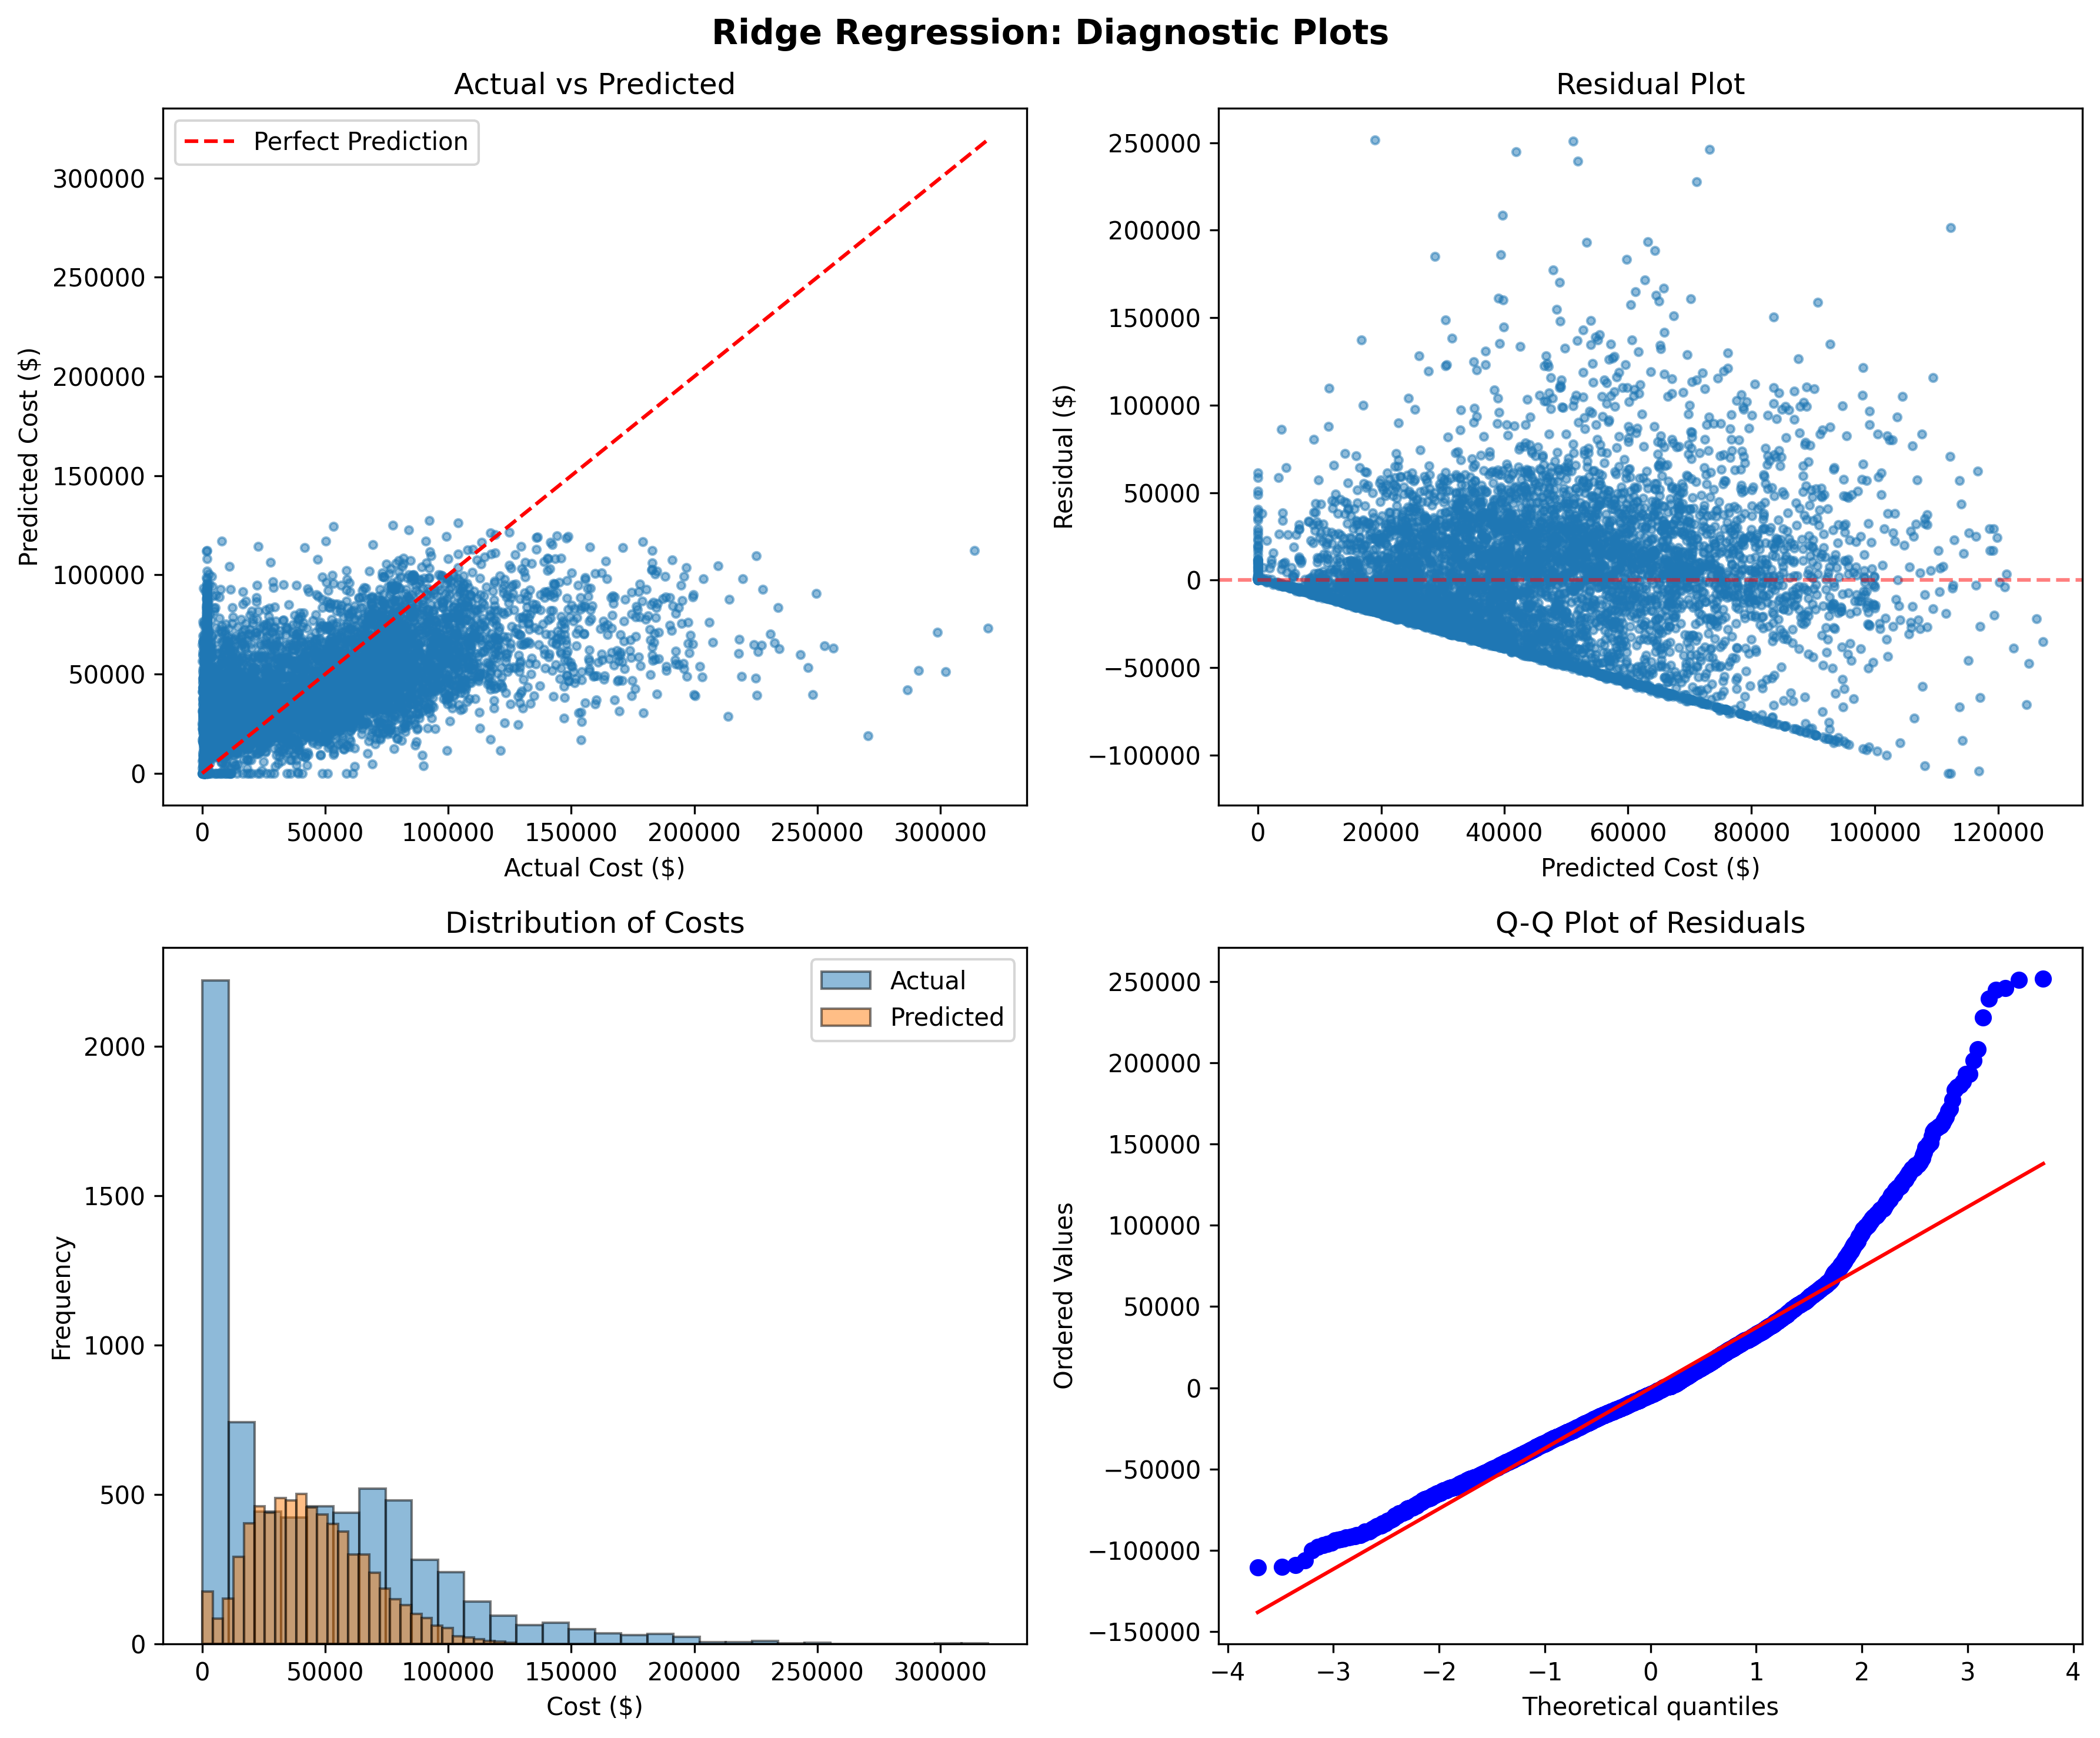 Ridge Regression: Diagnostic Plots
Actual vs Predicted
Perfect Prediction
Predicted Cost ($)
300000
250000
200000
150000
100000
50000
0
0 50000 100000 150000 200000 250000 300000
Actual Cost ($)
Residual Plot
Residual ($)
250000
200000
150000
100000
50000
0
−50000
−100000
0 20000 40000 60000 80000 100000 120000
Predicted Cost ($)
Distribution of Costs
Actual
Predicted
Frequency
2000
1500
1000
500
0
0 50000 100000 150000 200000 250000 300000
Cost ($)
Q-Q Plot of Residuals
Ordered Values
250000
200000
150000
100000
50000
0
−50000
−100000
−150000
−4 −3 −2 −1 0 1 2 3 4
Theoretical quantiles